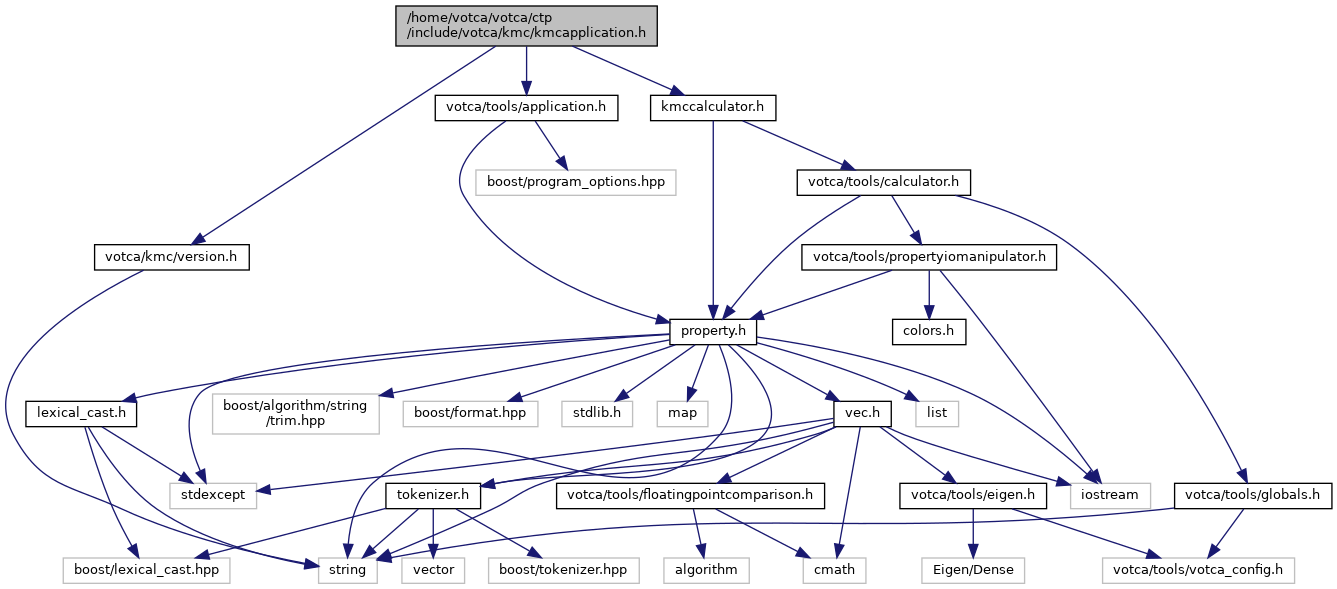 /home/votca/votca/ctp
/include/votca/kmc/kmcapplication.h
votca/tools/application.h
kmccalculator.h
boost/program_options.hpp
votca/tools/calculator.h
votca/kmc/version.h
votca/tools/propertyiomanipulator.h
property.h
colors.h
lexical_cast.h
boost/algorithm/string
/trim.hpp
boost/format.hpp
stdlib.h
map
vec.h
list
stdexcept
tokenizer.h
votca/tools/floatingpointcomparison.h
votca/tools/eigen.h
iostream
votca/tools/globals.h
boost/lexical_cast.hpp
string
vector
boost/tokenizer.hpp
algorithm
cmath
Eigen/Dense
votca/tools/votca_config.h